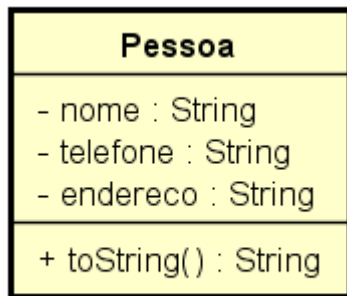 Pessoa
- nome : String
- telefone : String
- endereco : String
+ toString() : String